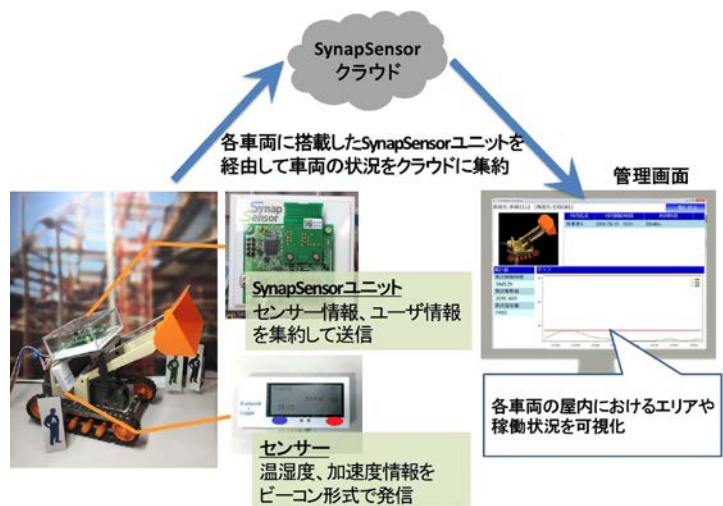 SynapSensor
クラウド
各車両に搭載したSynapSensorユニットを
経由して車両の状況をクラウドに集約
管理画面
Synap
Sensor
SynapSensorユニット
センサー情報、ユーザ情報
を集約して送信
Bluetooth
Logger
センサー
温湿度、加速度情報を
ビーコン形式で発信
各車両の屋内におけるエリアや
稼働状況を可視化